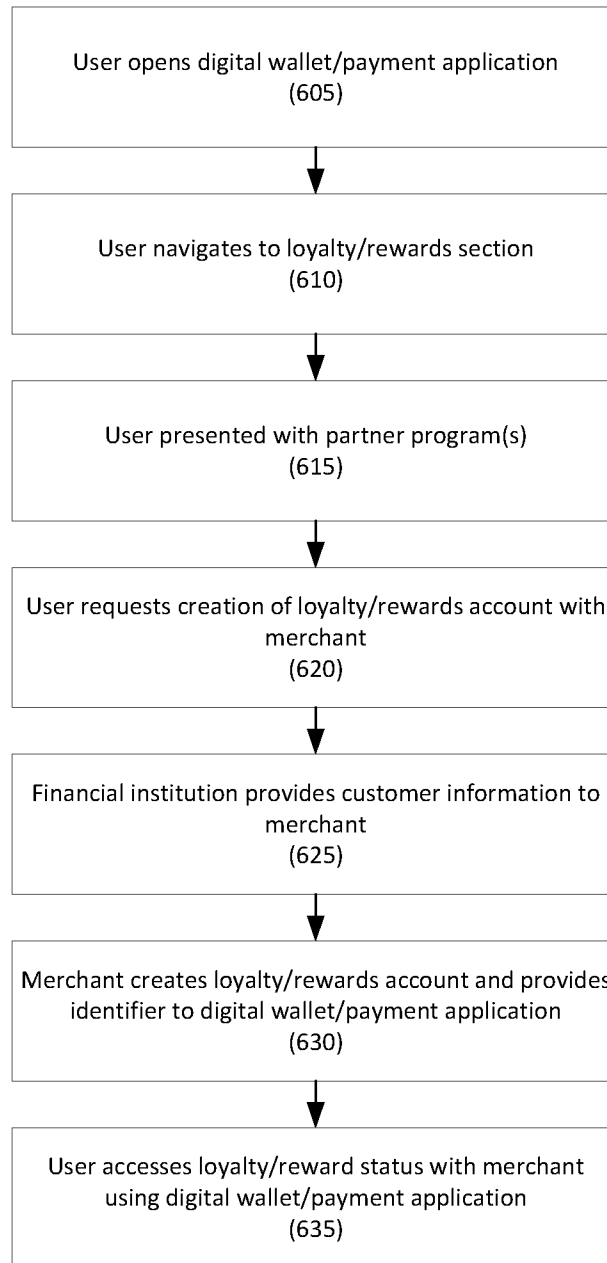 User opens digital wallet/payment application
(605)
User navigates to loyalty/rewards section
(610)
User presented with partner program(s)
(615)
User requests creation of loyalty/rewards account with
merchant
(620)
Financial institution provides customer information to
merchant
(625)
Merchant creates loyalty/rewards account and provides
identifier to digital wallet/payment application
(630)
User accesses loyalty/reward status with merchant
using digital wallet/payment application
(635)